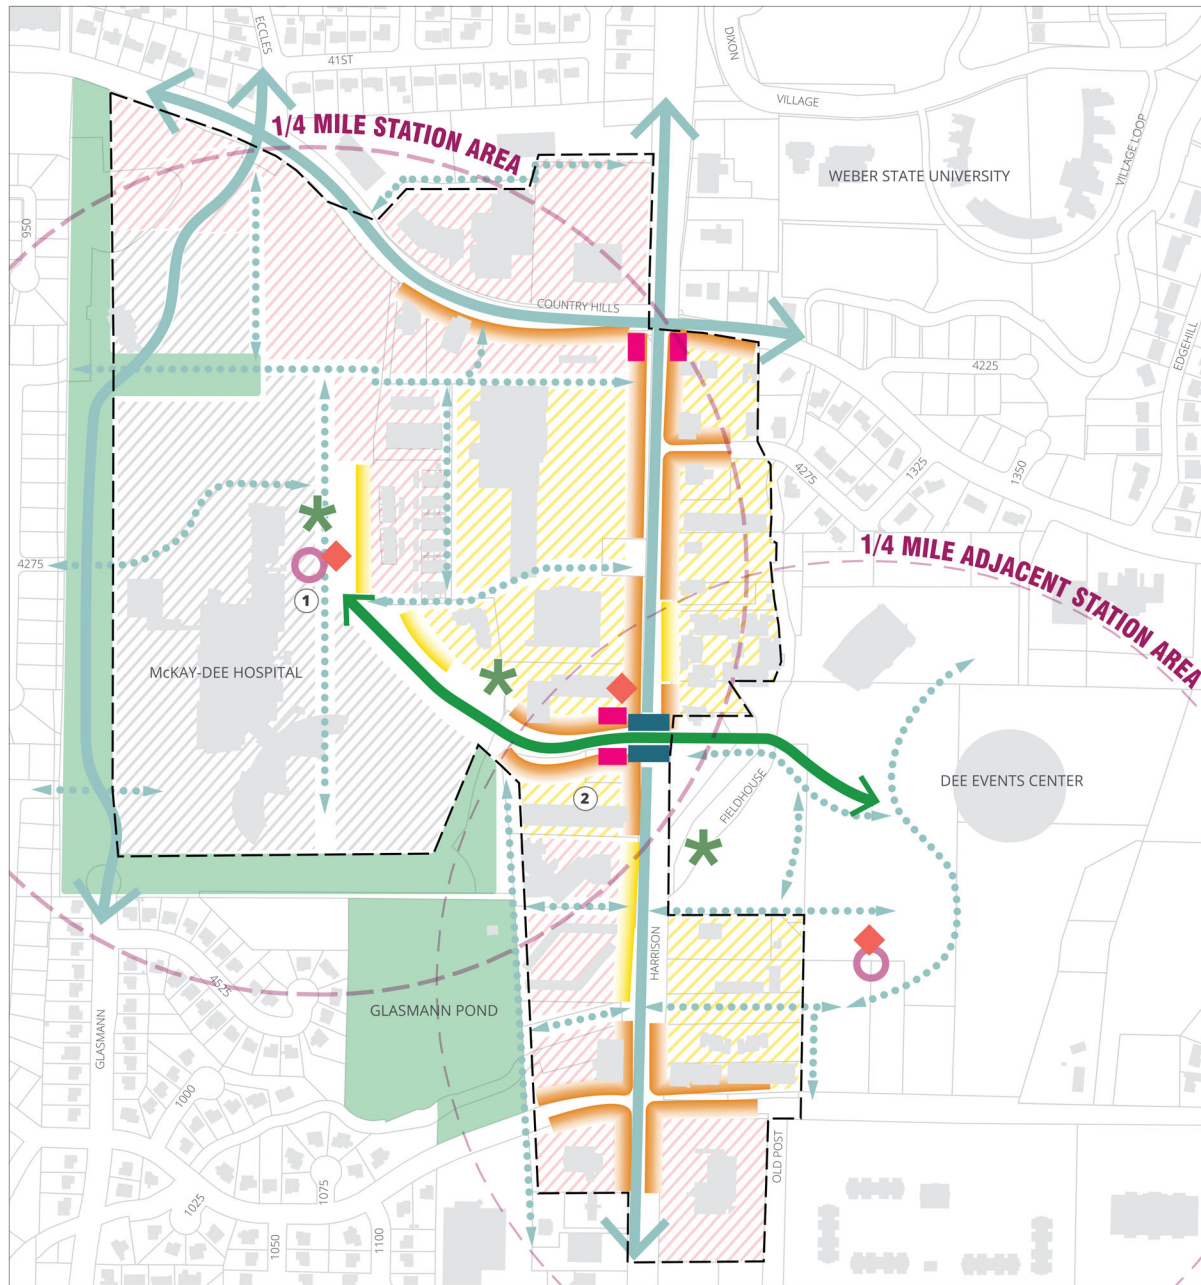 ECCLES
41ST
DIXON
VILLAGE
VILLAGE LOOP
1/4 MILE STATION AREA
WEBER STATE UNIVERSITY
950
COUNTRY HILLS
EDGEHILL
4225
4275
1325
1350
1/4 MILE ADJACENT STATION AREA
4275
1
McKAY-DEE HOSPITAL
FIELDHOUSE
DEE EVENTS CENTER
2
HARRISON
4525
GLASMANN POND
GLASMANN
1000
OLD POST
1075
1025
1050
1100